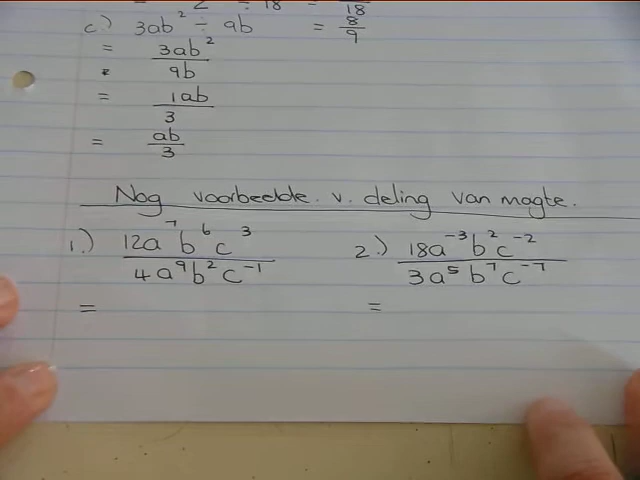 18
c.) 3ab² ÷ 9b = 8/9
= 3ab²/9b
= 1ab/3
= ab/3
Nog voorbeelde. v. deling van magte.
1.) 12a⁷b⁶c³/4a⁹b²c⁻¹ 2.) 18a⁻³b²c⁻²/3a⁵b⁷c⁻⁷
= =